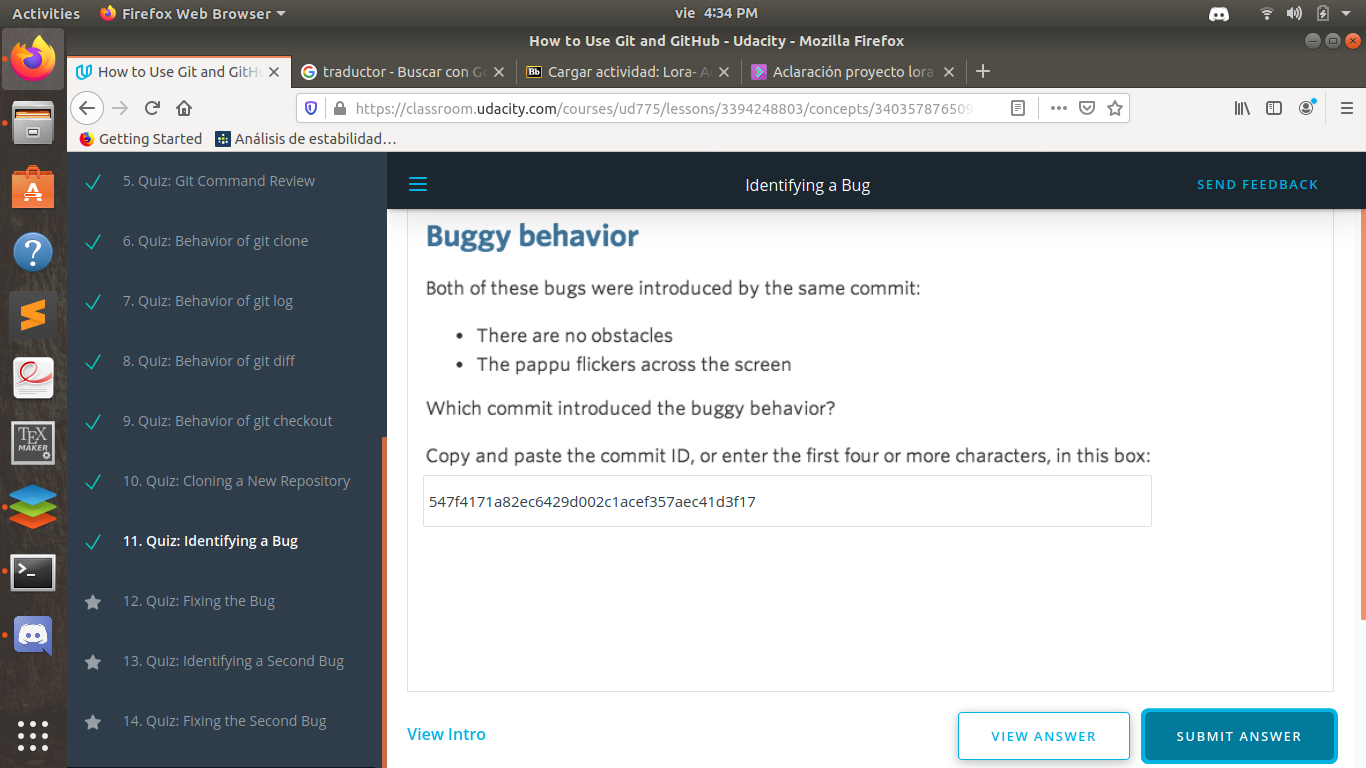 Activities
Firefox Web Browser
vie 4:34 PM
How to Use Git and GitHub - Udacity - Mozilla Firefox
How to Use Git and GitH
traductor - Buscar con G
Bb Cargar actividad: Lora- A
Aclaración proyecto lora
https://classroom.udacity.com/courses/ud775/lessons/3394248803/concepts/340357876509
Getting Started
Análisis de estabilidad…
5. Quiz: Git Command Review
6. Quiz: Behavior of git clone
7. Quiz: Behavior of git log
8. Quiz: Behavior of git diff
9. Quiz: Behavior of git checkout
10. Quiz: Cloning a New Repository
11. Quiz: Identifying a Bug
12. Quiz: Fixing the Bug
13. Quiz: Identifying a Second Bug
14. Quiz: Fixing the Second Bug
TEX
MAKER
Identifying a Bug
SEND FEEDBACK
Buggy behavior
Both of these bugs were introduced by the same commit:
• There are no obstacles
• The pappu flickers across the screen
Which commit introduced the buggy behavior?
Copy and paste the commit ID, or enter the first four or more characters, in this box:
547f4171a82ec6429d002c1acef357aec41d3f17
View Intro
VIEW ANSWER
SUBMIT ANSWER